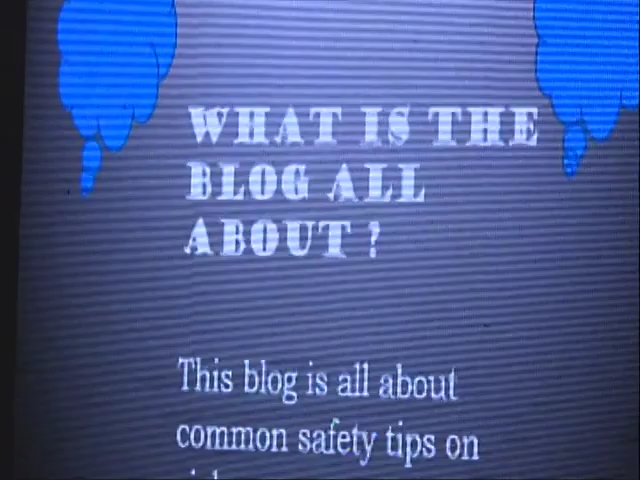 WHAT IS THE
BLOG ALL
ABOUT ?
This blog is all about
common safety tips on